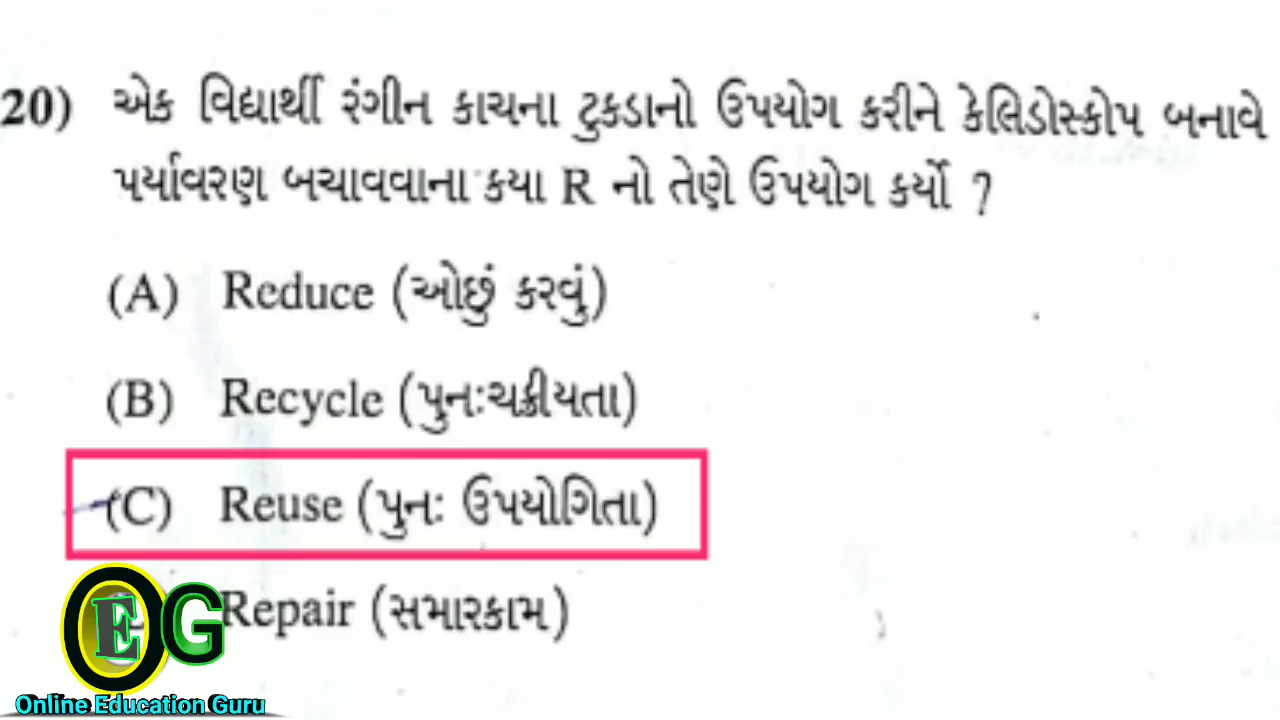 20) એક વિદ્યાર્થી રંગીન કાચના ટુકડાનો ઉપયોગ કરીને કેલિડોસ્કોપ બનાવે
પર્યાવરણ બચાવવાના કયા R નો તેણે ઉપયોગ કર્યો ?
(A) Reduce (ઓછું કરવું)
(B) Recycle (પુનઃચક્રીયતા)
(C) Reuse (પુનઃ ઉપયોગિતા)
Repair (સમારકામ)
OEG
Online Education Guru